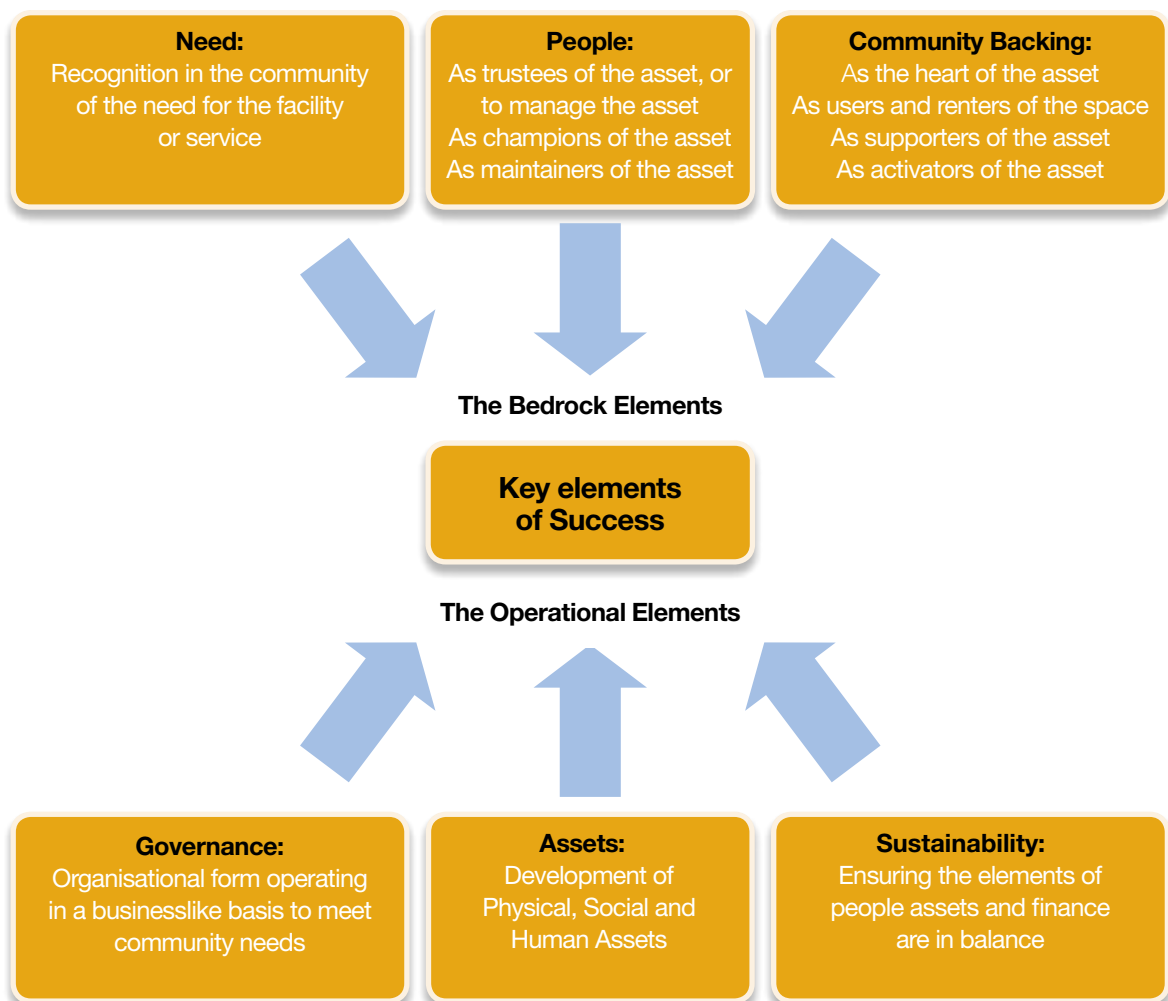 Need:
Recognition in the community
of the need for the facility
or service
People:
As trustees of the asset, or
to manage the asset
As champions of the asset
As maintainers of the asset
Community Backing:
As the heart of the asset
As users and renters of the space
As supporters of the asset
As activators of the asset
The Bedrock Elements
Key elements
of Success
The Operational Elements
Governance:
Organisational form operating
in a businesslike basis to meet
community needs
Assets:
Development of
Physical, Social and
Human Assets
Sustainability:
Ensuring the elements of
people assets and finance
are in balance